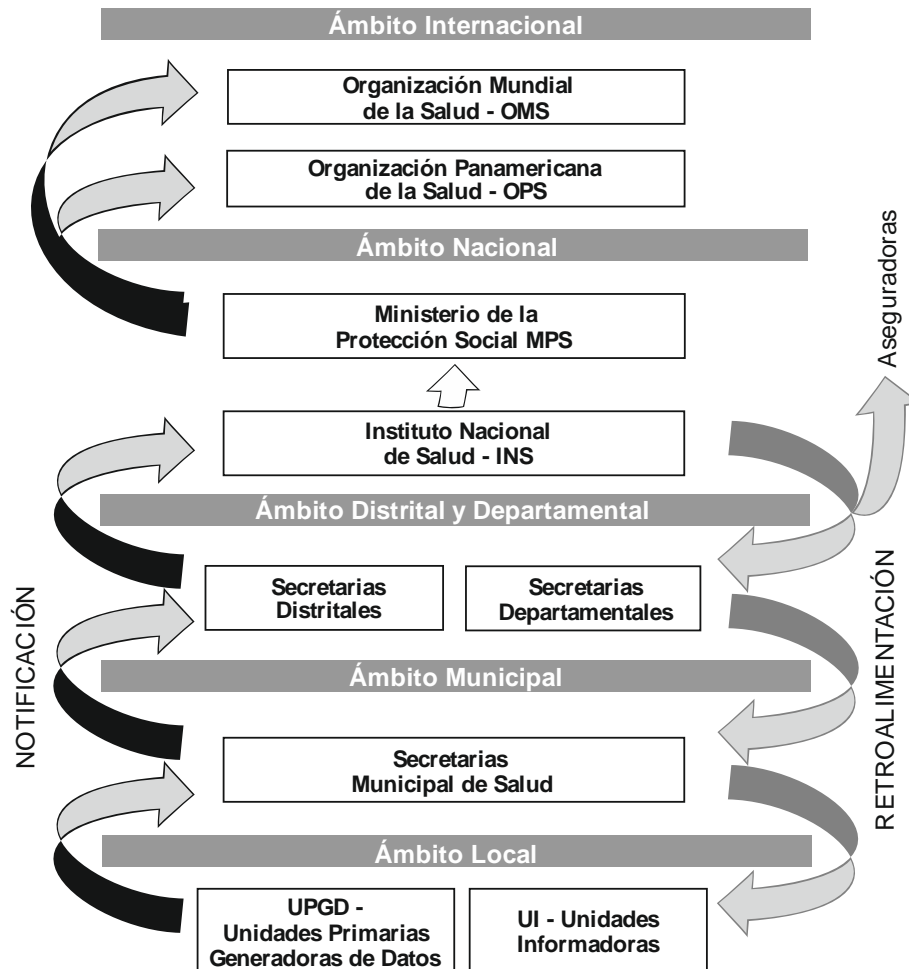 Ámbito Internacional
Organización Mundial
de la Salud - OMS
Organización Panamericana
de la Salud - OPS
Ámbito Nacional
Ministerio de la
Protección Social MPS
Aseguradoras
Instituto Nacional
de Salud - INS
Ámbito Distrital y Departamental
Secretarias
Distritales
Secretarias
Departamentales
NOTIFICACIÓN
RETROALIMENTACIÓN
Ámbito Municipal
Secretarias
Municipal de Salud
Ámbito Local
UPGD -
Unidades Primarias
Generadoras de Datos
UI - Unidades
Informadoras